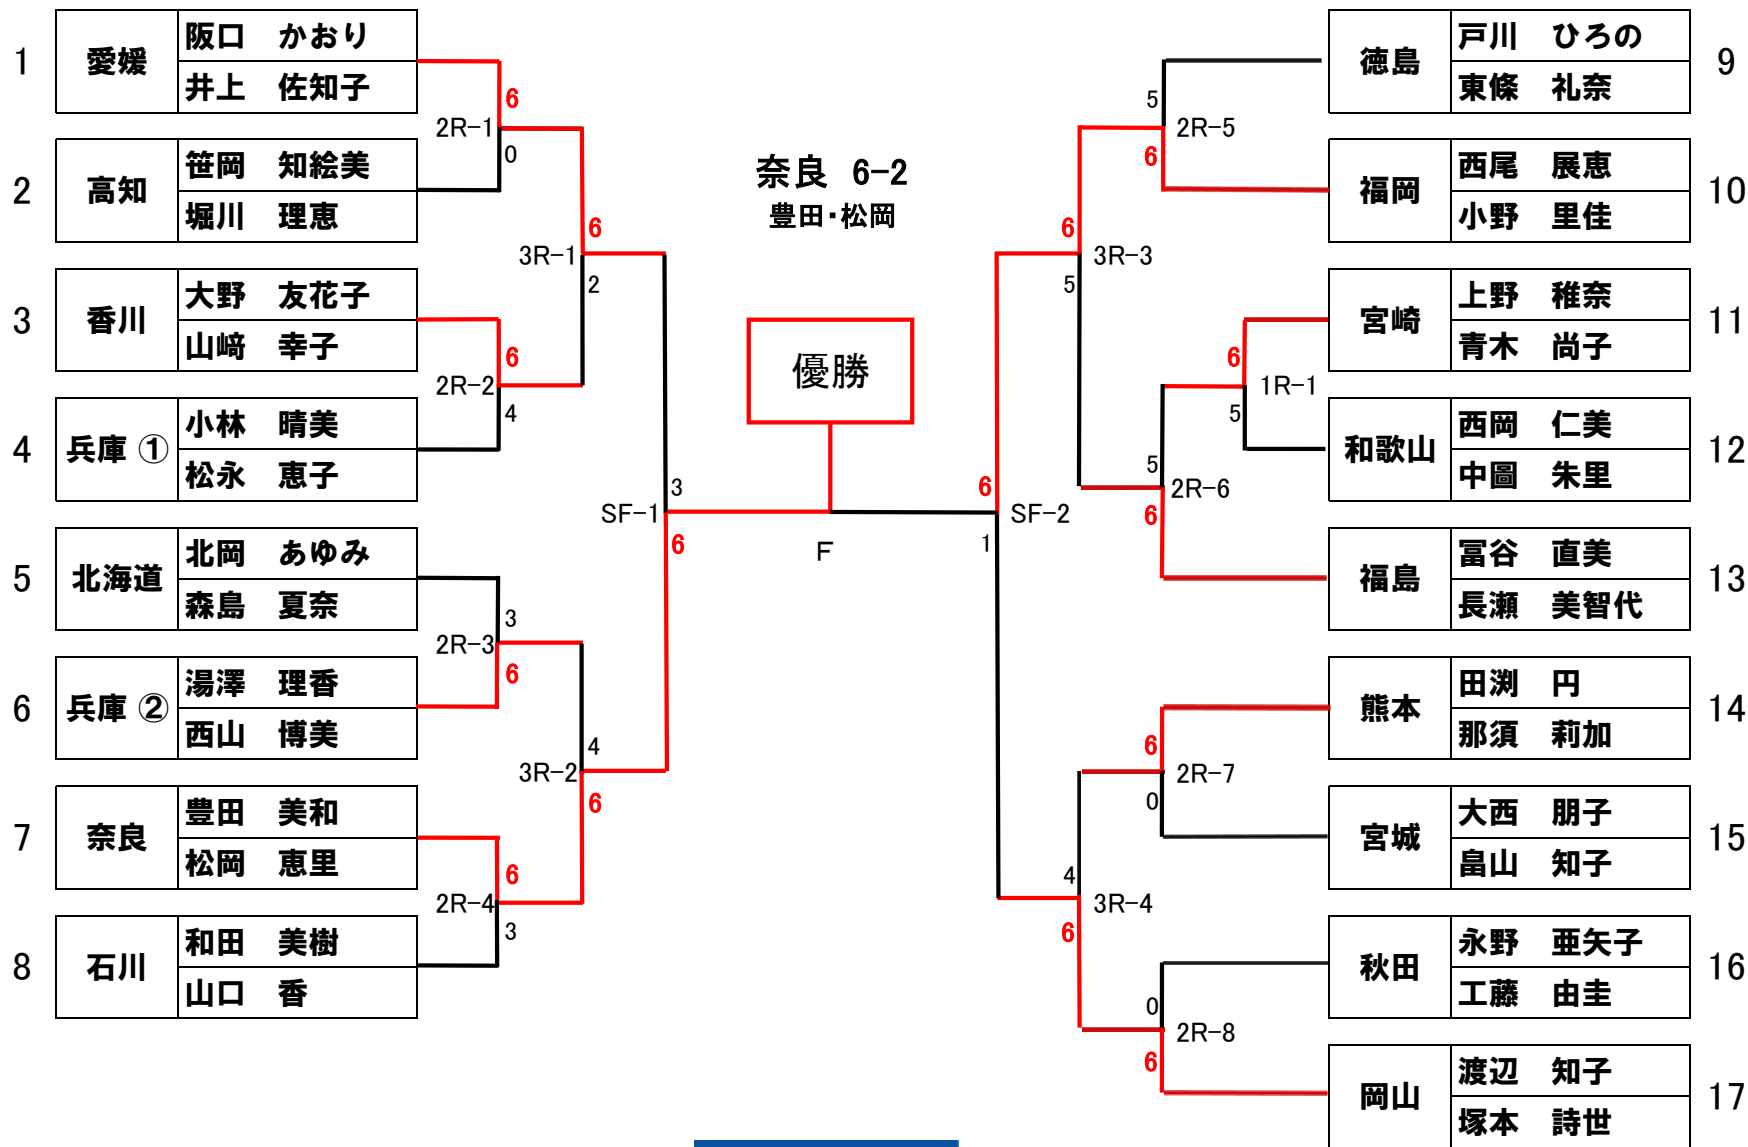 1 愛媛 阪口 かおり
井上 佐知子
2 高知 笹岡 知絵美
堀川 理恵
3 香川 大野 友花子
山﨑 幸子
4 兵庫 ① 小林 晴美
松永 恵子
5 北海道 北岡 あゆみ
森島 夏奈
6 兵庫 ② 湯澤 理香
西山 博美
7 奈良 豊田 美和
松岡 恵里
8 石川 和田 美樹
山口 香
6
2R-1
0
6
3R-1
2
6
2R-2
4
3
SF-1
6
3
2R-3
6
4
3R-2
6
6
2R-4
3
奈良 6-2
豊田・松岡
優勝
F
5
2R-5
6
6
3R-3
5
6
1R-1
5
5
2R-6
6
6
SF-2
1
6
2R-7
0
4
3R-4
6
0
2R-8
6
徳島 戸川 ひろの 9
東條 礼奈
福岡 西尾 展恵 10
小野 里佳
宮崎 上野 稚奈 11
青木 尚子
和歌山 西岡 仁美 12
中圖 朱里
福島 冨谷 直美 13
長瀬 美智代
熊本 田渕 円 14
那須 莉加
宮城 大西 朋子 15
畠山 知子
秋田 永野 亜矢子 16
工藤 由圭
岡山 渡辺 知子 17
塚本 詩世